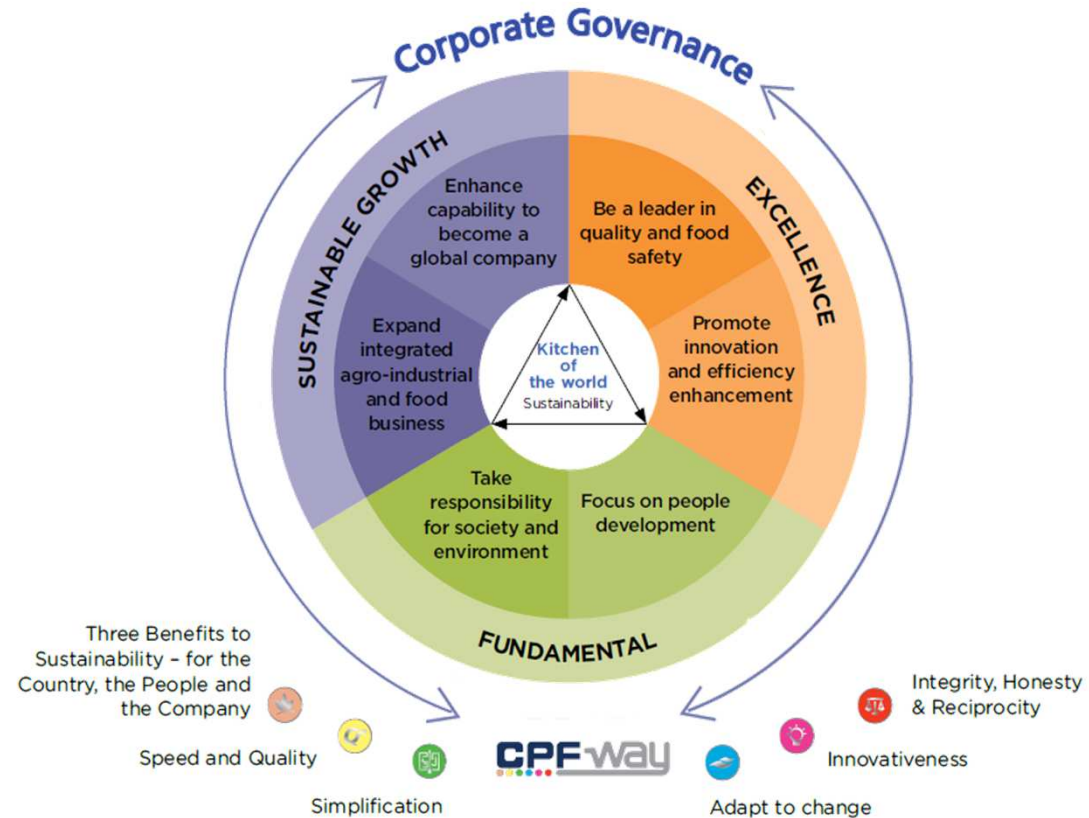 Corporate Governance
SUSTAINABLE GROWTH
EXCELLENCE
FUNDAMENTAL
Enhance
capability to
become a
global company
Be a leader in
quality and food
safety
Expand
integrated
agro-industrial
and food
business
Kitchen
of
the world
Sustainability
Promote
innovation
and efficiency
enhancement
Take
responsibility
for society and
environment
Focus on people
development
Three Benefits to
Sustainability – for the
Country, the People and
the Company
Speed and Quality
Simplification
CPFway
Adapt to change
Innovativeness
Integrity, Honesty
& Reciprocity